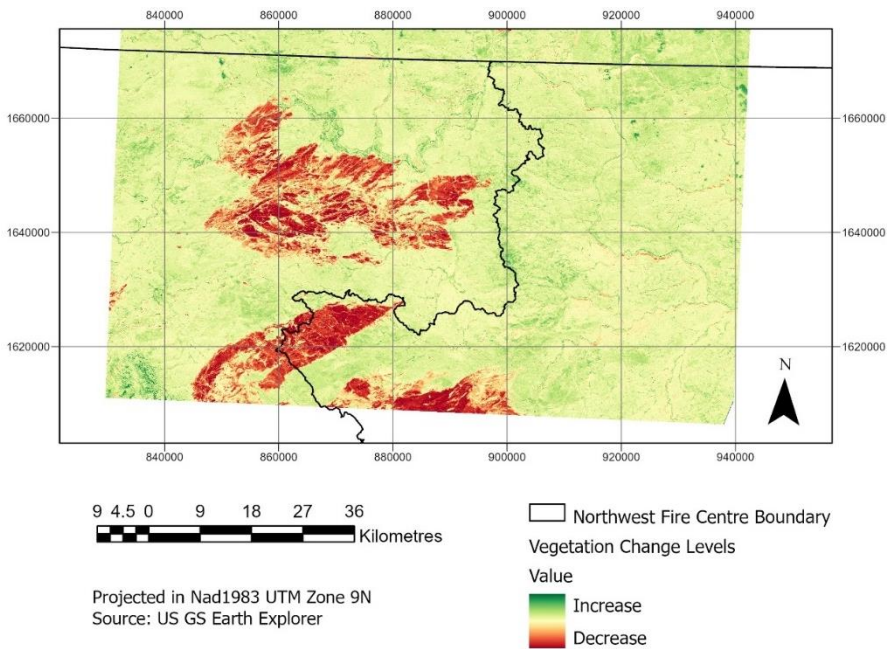 840000 860000 880000 900000 920000 940000
1660000 1660000
1640000 1640000
1620000 1620000
N
840000 860000 880000 900000 920000 940000
9 4.5 0 9 18 27 36
Kilometres
Northwest Fire Centre Boundary
Vegetation Change Levels
Value
Increase
Decrease
Projected in Nad1983 UTM Zone 9N
Source: US GS Earth Explorer